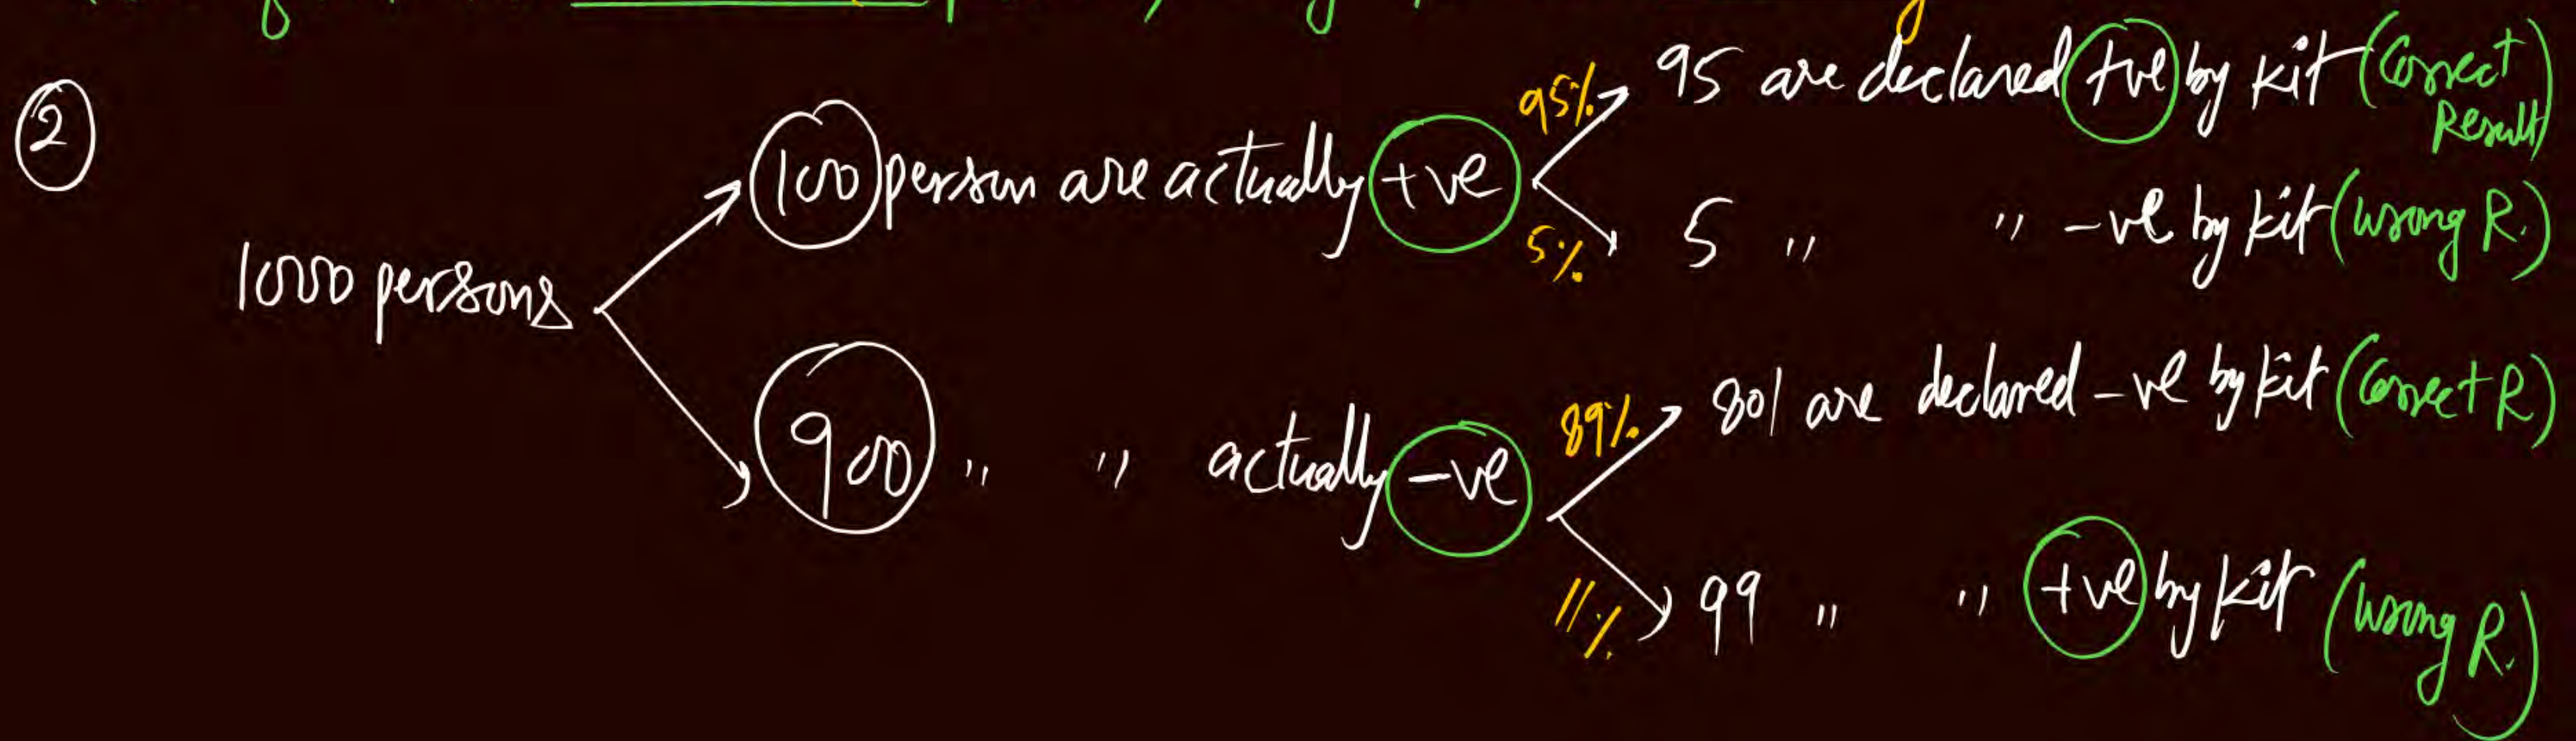 ②
1000 persons
100 person are actually +ve
95% 95 are declared +ve by kit (Correct Result)
5% 5 " " -ve by kit (Wrong R.)
900 " " actually -ve
89% 801 are declared -ve by kit (Correct R)
11% 99 " " +ve by kit (Wrong R.)